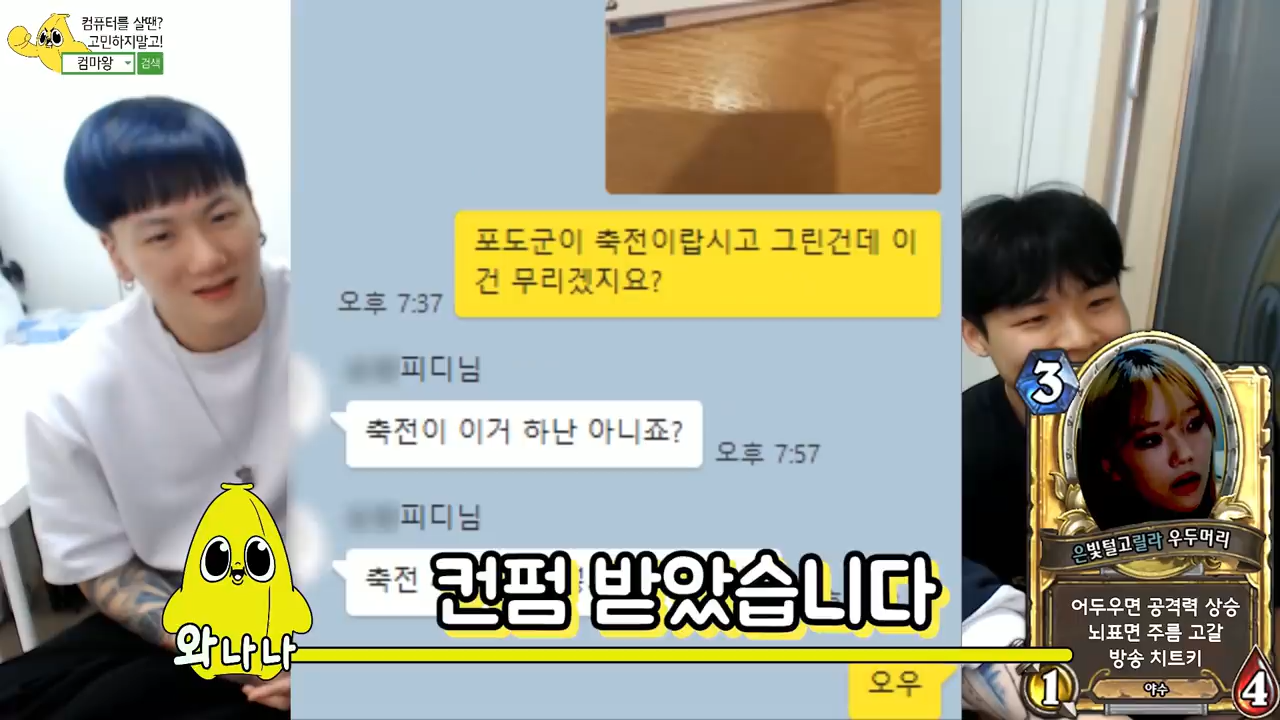 컴퓨터를 살땐?
고민하지말고!
컴마왕
검색
포도군이 축전이랍시고 그린건데 이
건 무리겠지요?
오후 7:37
피디님
축전이 이거 하난 아니죠?
오후 7:57
피디님
축전
컨펌 받았습니다
오우
와나나
3
은빛털고릴라 우두머리
어두우면 공격력 상승
뇌표면 주름 고갈
방송 치트키
1
야수
4